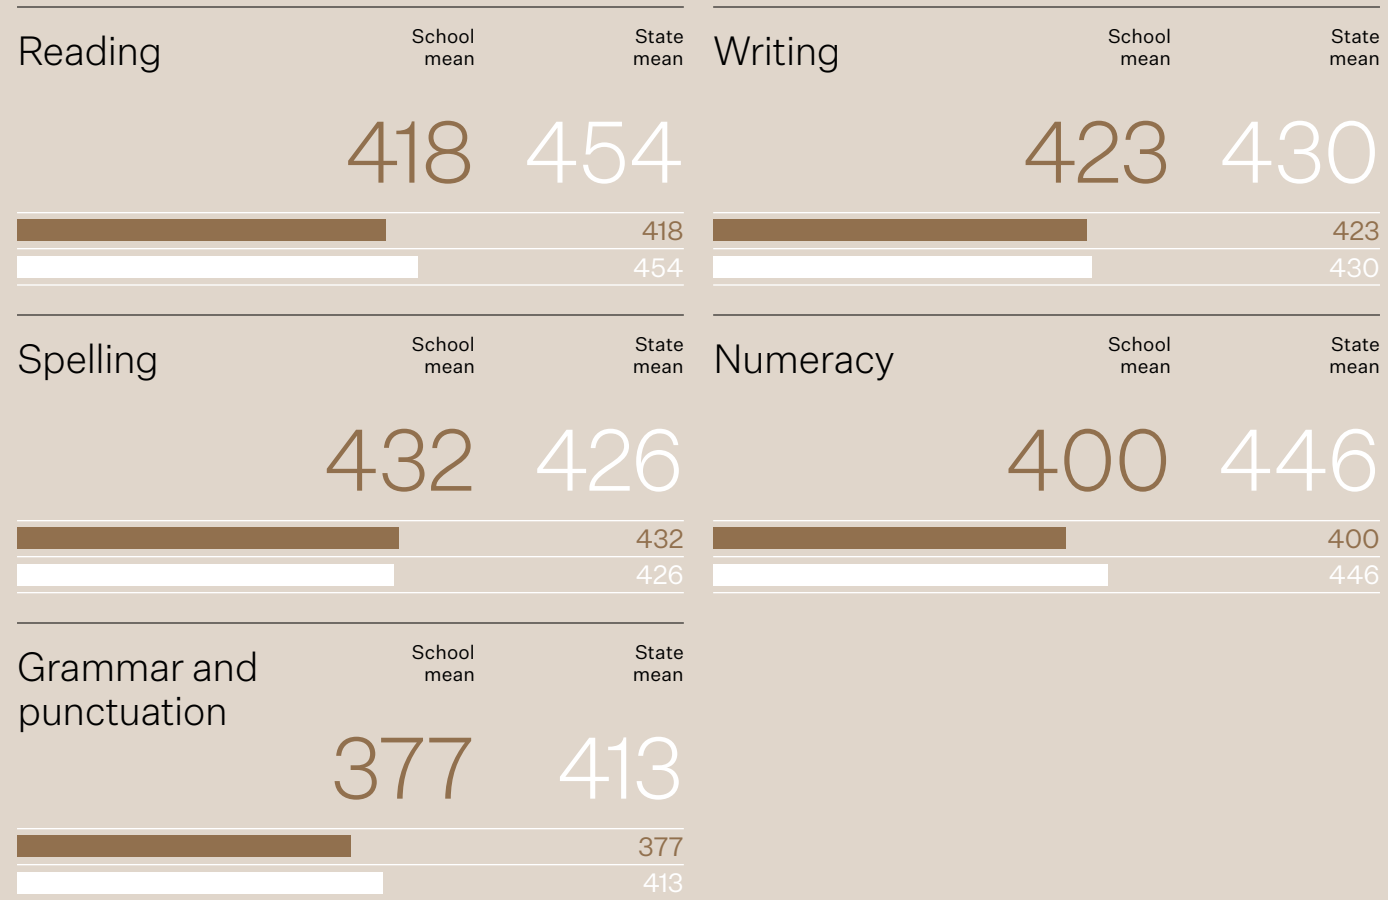 Reading
School
mean
State
mean
418
454
418
454
Writing
School
mean
State
mean
423
430
423
430
Spelling
School
mean
State
mean
432
426
432
426
Numeracy
School
mean
State
mean
400
446
400
446
Grammar and
punctuation
School
mean
State
mean
377
413
377
413